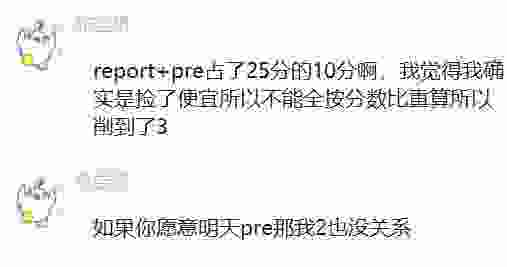 report+pre占了25分的10分啊，我觉得我确
实是捡了便宜所以不能全按分数比重算所以
削到了3
如果你愿意明天pre那我2也没关系